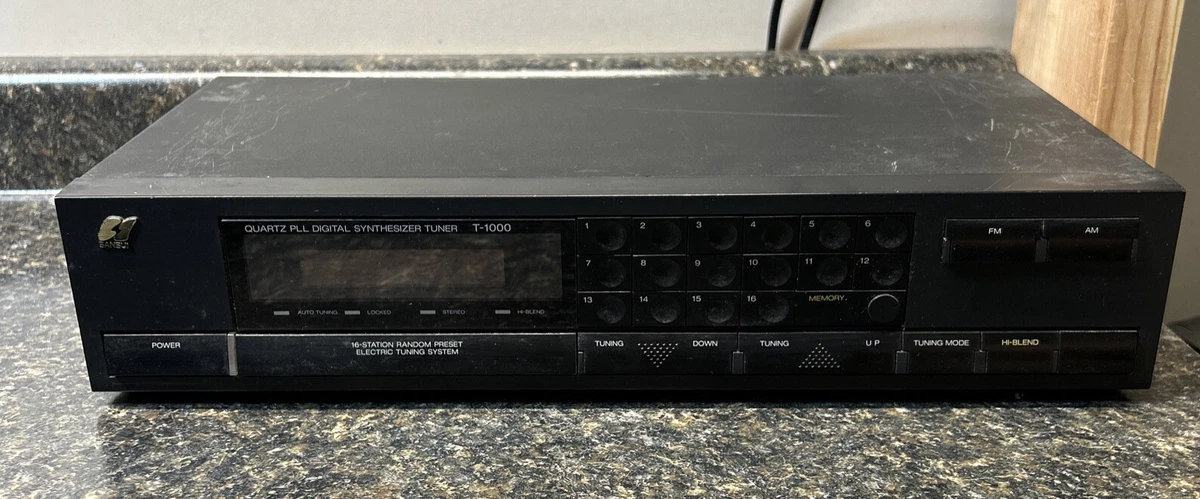 SANSUI
QUARTZ PLL DIGITAL SYNTHESIZER TUNER T-1000
AUTO TUNING LOCKED STEREO HI-BLEND
1 2 3 4 5 6
7 8 9 10 11 12
13 14 15 16 MEMORY
FM AM
POWER
16-STATION RANDOM PRESET
ELECTRIC TUNING SYSTEM
TUNING DOWN
TUNING UP
TUNING MODE
HI-BLEND